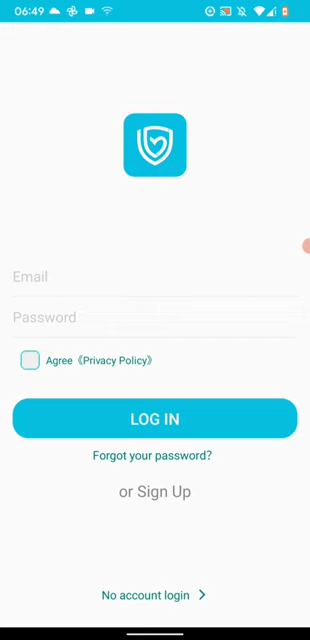 06:49
Email
Password
Agree《Privacy Policy》
LOG IN
Forgot your password?
or Sign Up
No account login